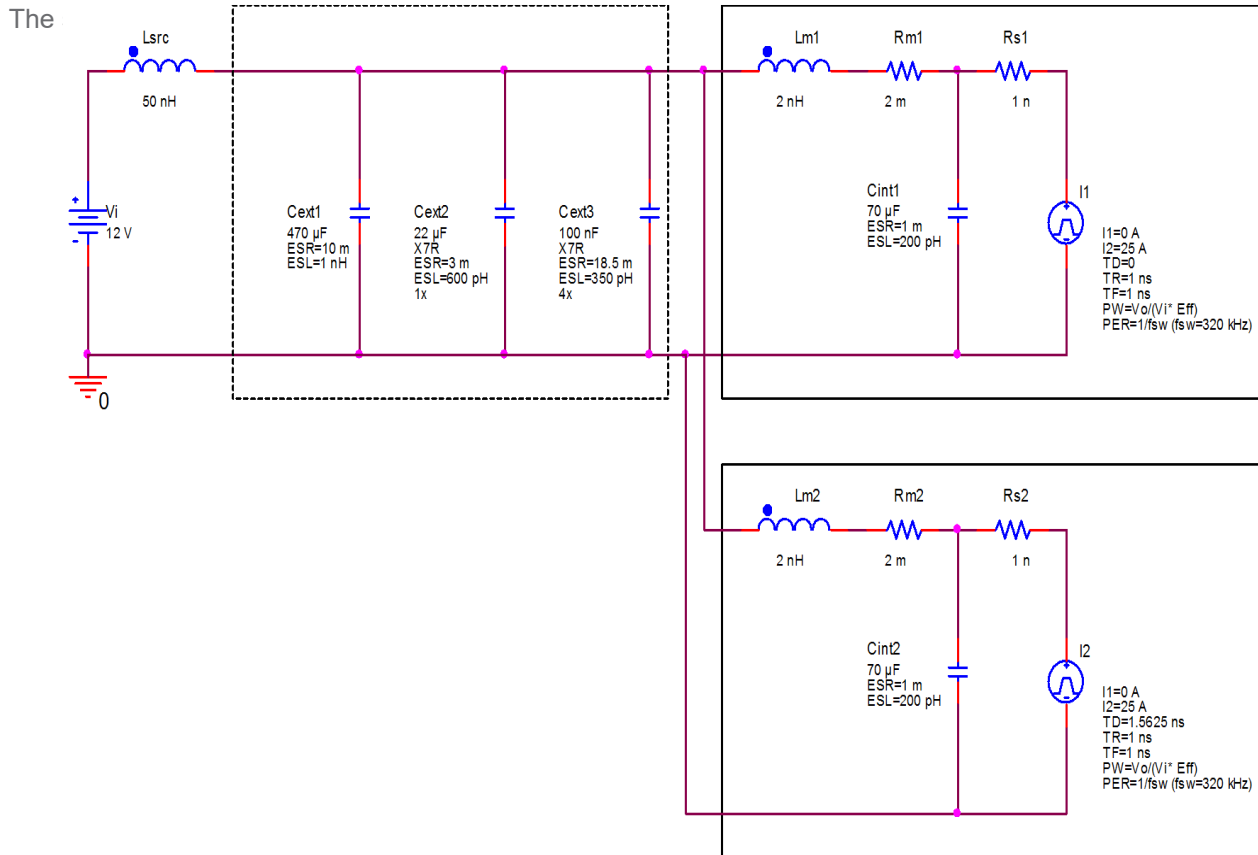 The
Lsrc
50 nH
Vi
12 V
0
Cext1
470 µF
ESR=10 m
ESL=1 nH
Cext2
22 µF
X7R
ESR=3 m
ESL=600 pH
1x
Cext3
100 nF
X7R
ESR=18.5 m
ESL=350 pH
4x
Lm1
2 nH
Rm1
2 m
Rs1
1 n
Cint1
70 µF
ESR=1 m
ESL=200 pH
I1
I1=0 A
I2=25 A
TD=0
TR=1 ns
TF=1 ns
PW=Vo/(Vi* Eff)
PER=1/fsw (fsw=320 kHz)
Lm2
2 nH
Rm2
2 m
Rs2
1 n
Cint2
70 µF
ESR=1 m
ESL=200 pH
I2
I1=0 A
I2=25 A
TD=1.5625 ns
TR=1 ns
TF=1 ns
PW=Vo/(Vi* Eff)
PER=1/fsw (fsw=320 kHz)